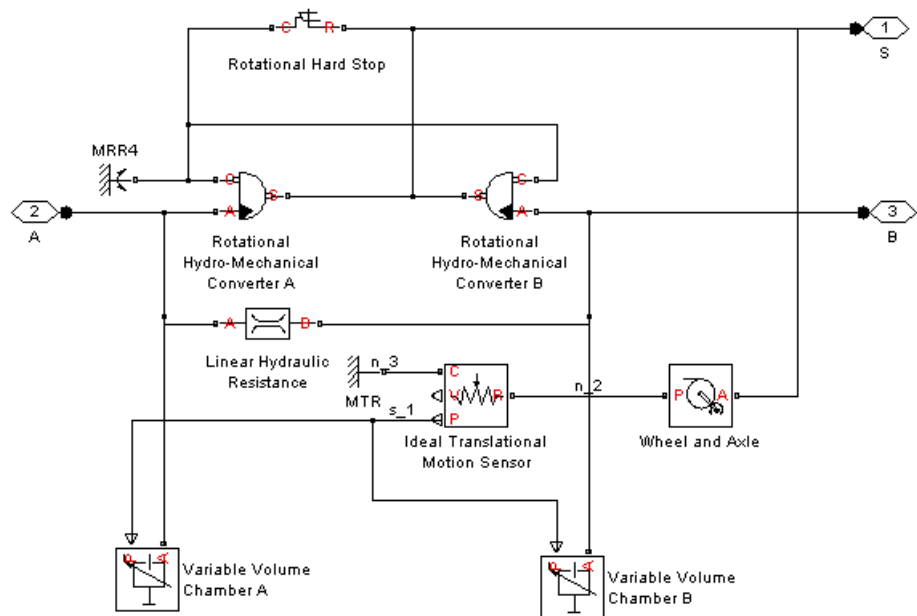 C R
1
Rotational Hard Stop
S
MRR4
C
C
2
A
S
S
A
3
A
B
Rotational
Hydro-Mechanical
Converter A
Rotational
Hydro-Mechanical
Converter B
A B
Linear Hydraulic
Resistance
n_3
C
MTR
V R
n_2
P A
s_1
P
Ideal Translational
Motion Sensor
Wheel and Axle
P A
Variable Volume
Chamber A
P A
Variable Volume
Chamber B